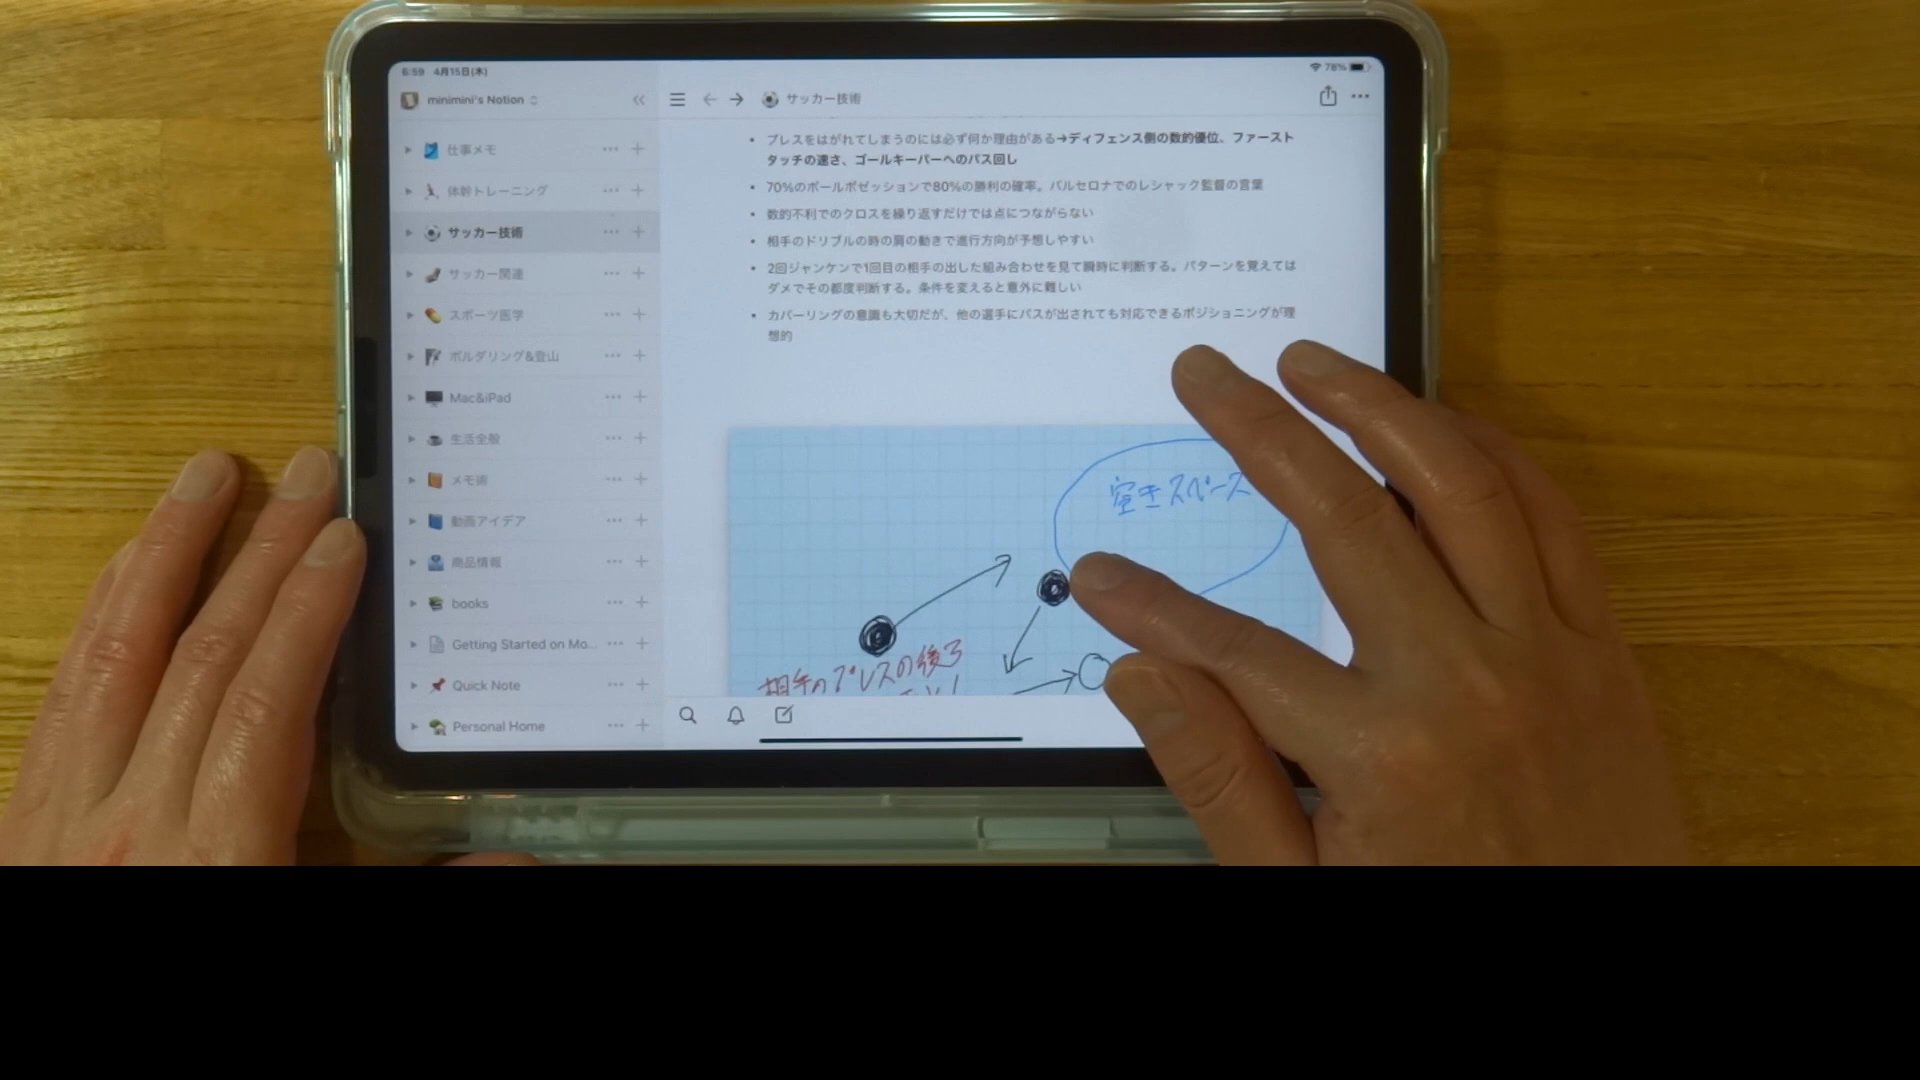 6:59 4月15日(木)
78%
minimini's Notion
サッカー技術
仕事メモ
体幹トレーニング
サッカー技術
サッカー関連
スポーツ医学
ボルダリング&登山
Mac&iPad
生活全般
メモ術
動画アイデア
商品情報
books
Getting Started on Mo...
Quick Note
Personal Home
プレスをはがれてしまうのには必ず何か理由がある→ディフェンス側の数的優位、ファースト
タッチの速さ、ゴールキーパーへのパス回し
70%のボールポゼッションで80%の勝利の確率。バルセロナでのレシャック監督の言葉
数的不利でのクロスを繰り返すだけでは点につながらない
相手のドリブルの時の肩の動きで進行方向が予想しやすい
2回ジャンケンで1回目の相手の出した組み合わせを見て瞬時に判断する。パターンを覚えては
ダメでその都度判断する。条件を変えると意外に難しい
カバーリングの意識も大切だが、他の選手にパスが出されても対応できるポジショニングが理
想的
空きスペース
相手のプレスの後ろ